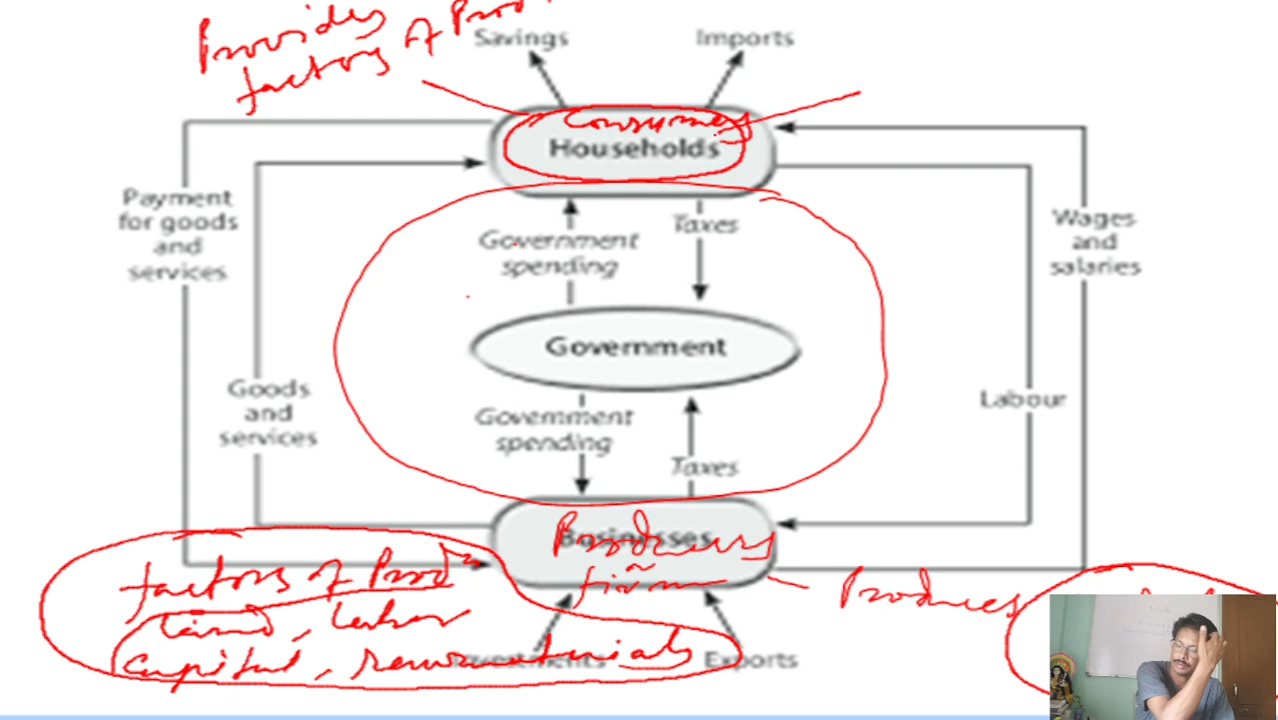 Provides
factors of Prod
Savings
Imports
Consumers
Households
Payment
for goods
and
services
Government
spending
Taxes
Wages
and
salaries
Government
Goods
and
services
Government
spending
Taxes
Labour
Businesses
Producers
firm
factors of Prodn
Land, labor
Capital, raw materials
Produces
Investments
Exports